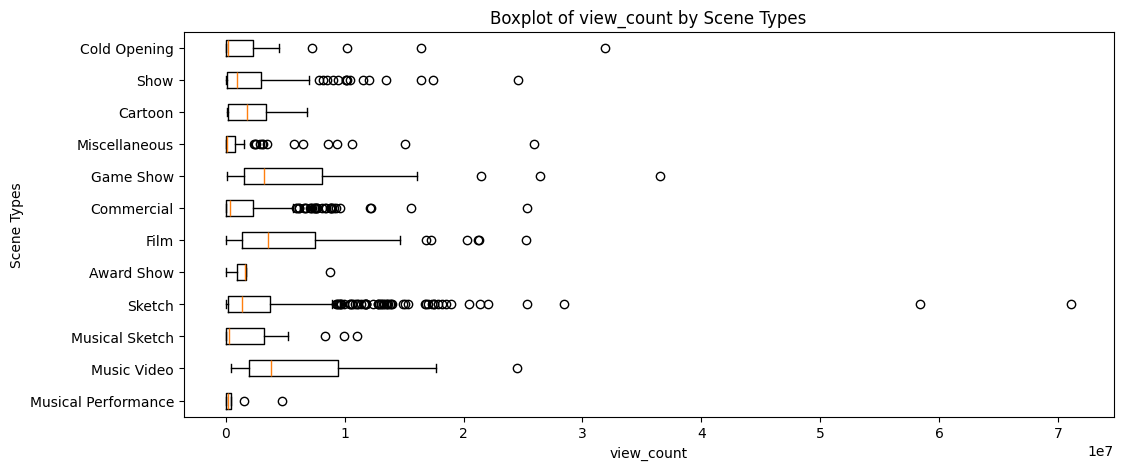 Boxplot of view_count by Scene Types
Cold Opening
Show
Cartoon
Miscellaneous
Game Show
Commercial
Film
Award Show
Sketch
Musical Sketch
Music Video
Musical Performance
Scene Types
0 1 2 3 4 5 6 7
1e7
view_count